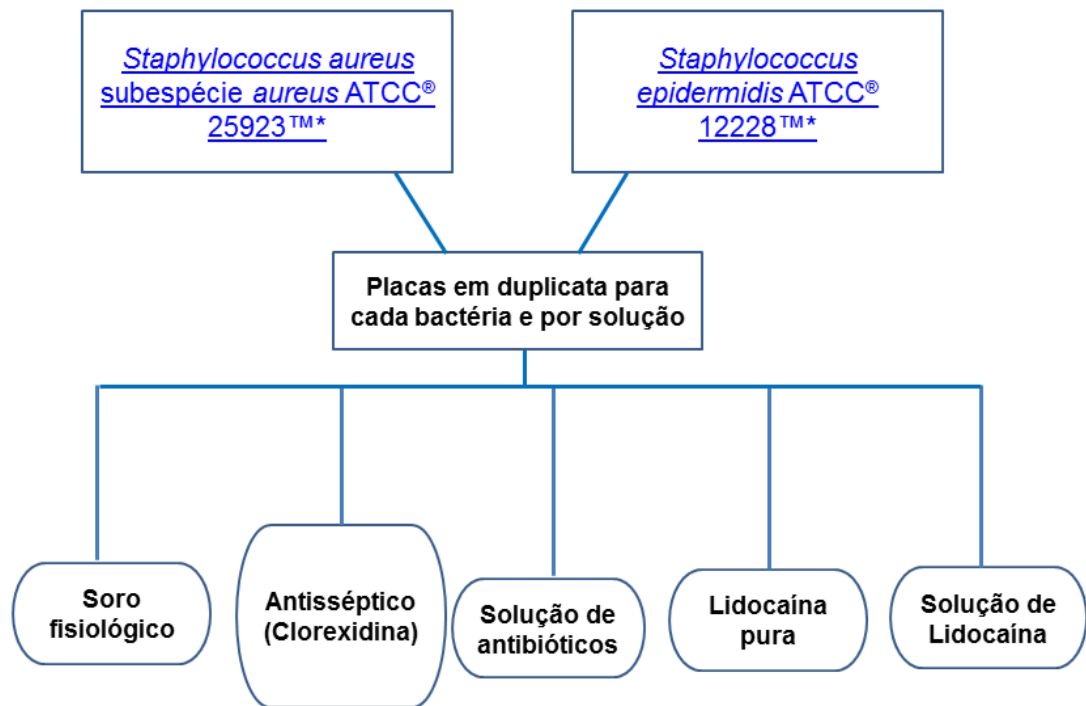 Staphylococcus aureus
subespécie aureus ATCC®
25923™*
Staphylococcus
epidermidis ATCC®
12228™*
Placas em duplicata para
cada bactéria e por solução
Soro
fisiológico
Antisséptico
(Clorexidina)
Solução de
antibióticos
Lidocaína
pura
Solução de
Lidocaína